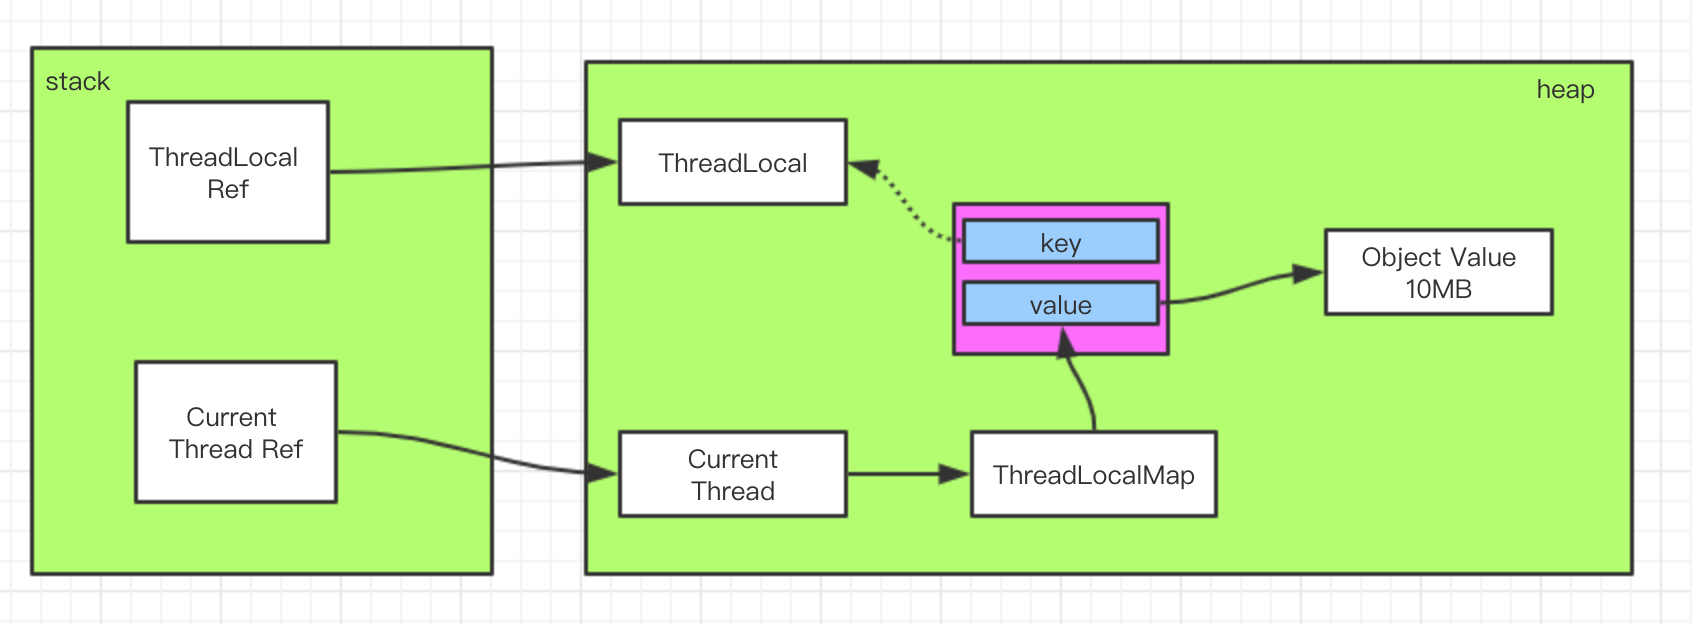 stack
ThreadLocal
Ref
Current
Thread Ref
heap
ThreadLocal
key
value
Object Value
10MB
Current
Thread
ThreadLocalMap